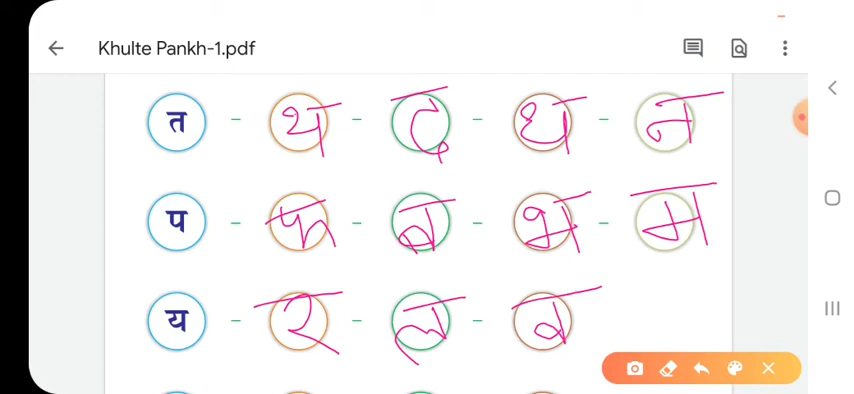 Khulte Pankh-1.pdf
त - थ - द - ध - न
प - फ - ब - भ - म
य - र - ल - व